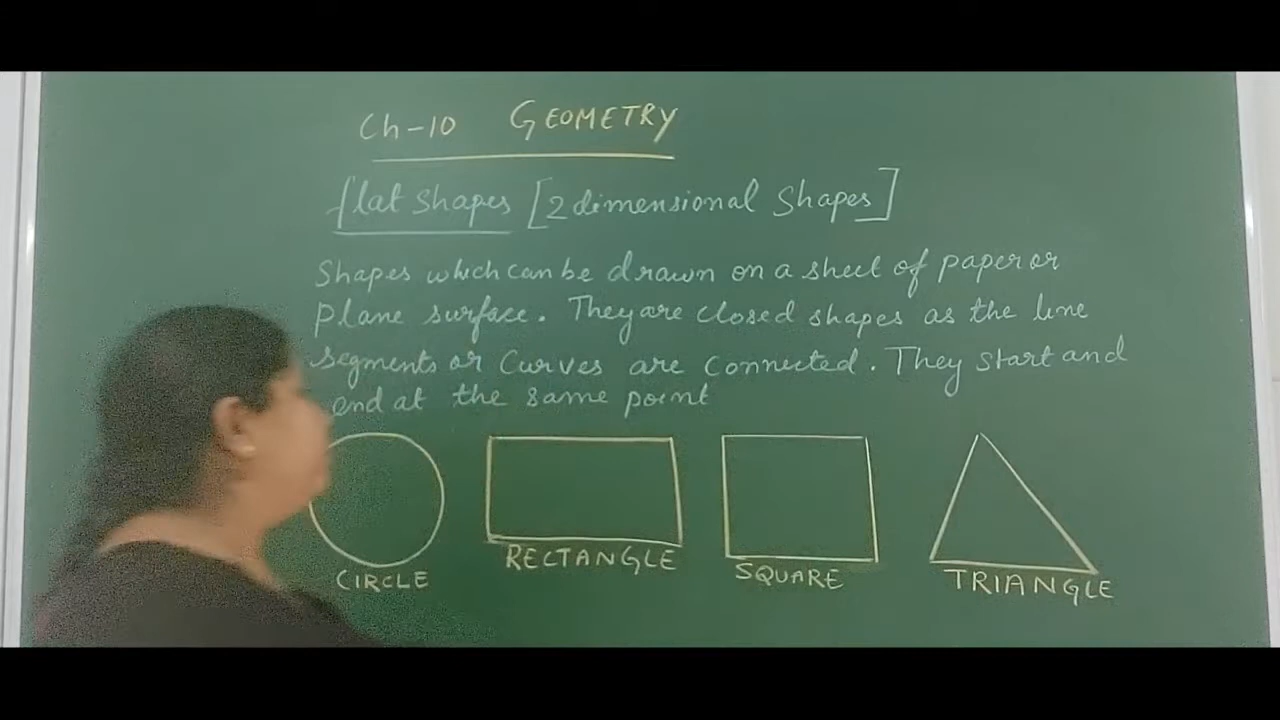 Ch-10 GEOMETRY
flat Shapes [2 dimensional Shapes]
Shapes which can be drawn on a sheet of paper or
plane surface. They are closed shapes as the line
segments or Curves are connected. They start and
end at the same point
CIRCLE RECTANGLE SQUARE TRIANGLE